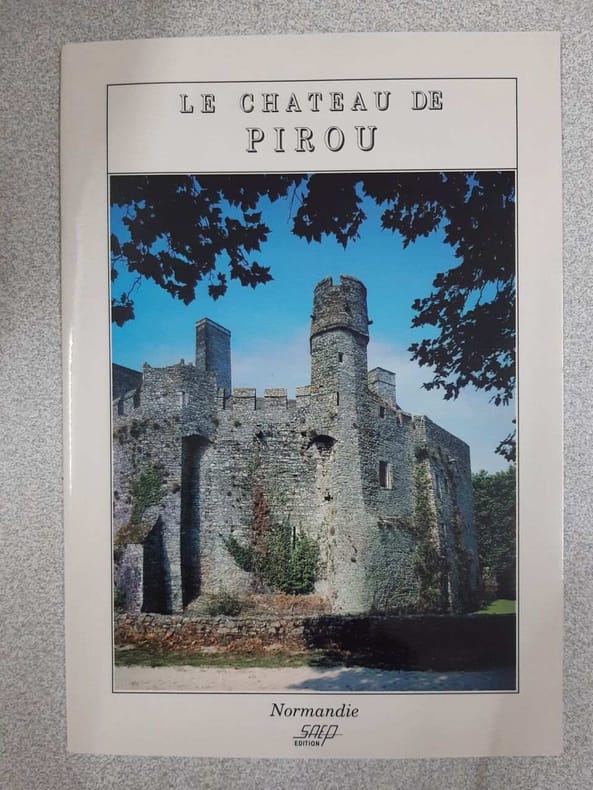 LE CHATEAU DE
PIROU
Normandie
SAEP
EDITION